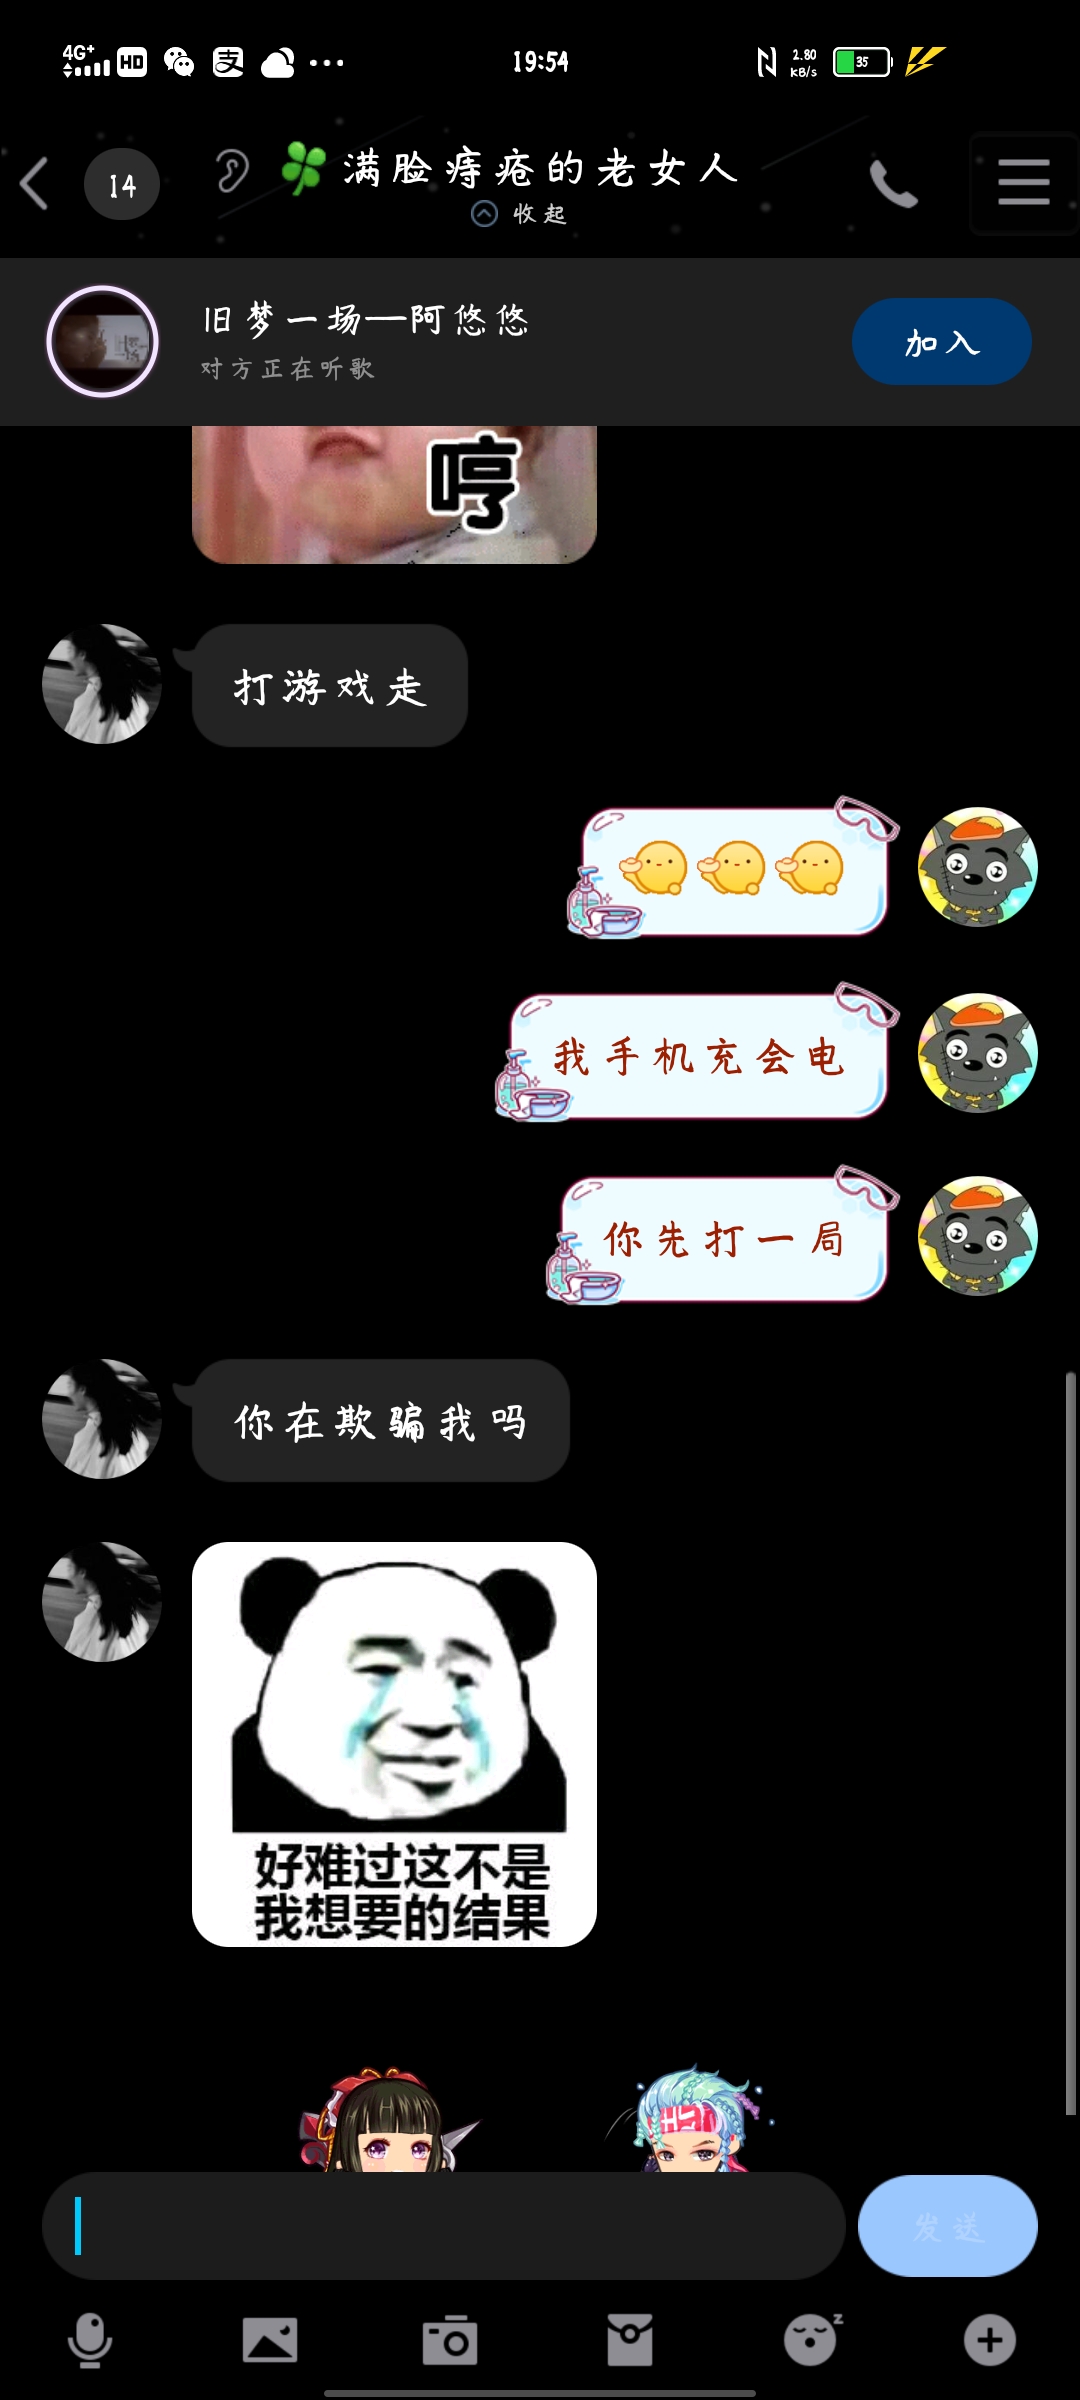 4G+ HD 支 19:54 2.80 KB/s 35
14 满脸痔疮的老女人
收起
旧梦一场—阿悠悠
对方正在听歌
加入
哼
打游戏走
我手机充会电
你先打一局
你在欺骗我吗
好难过这不是
我想要的结果
发送
z